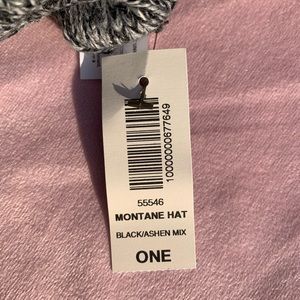 10000000677649
55546
MONTANE HAT
BLACK/ASHEN MIX
ONE